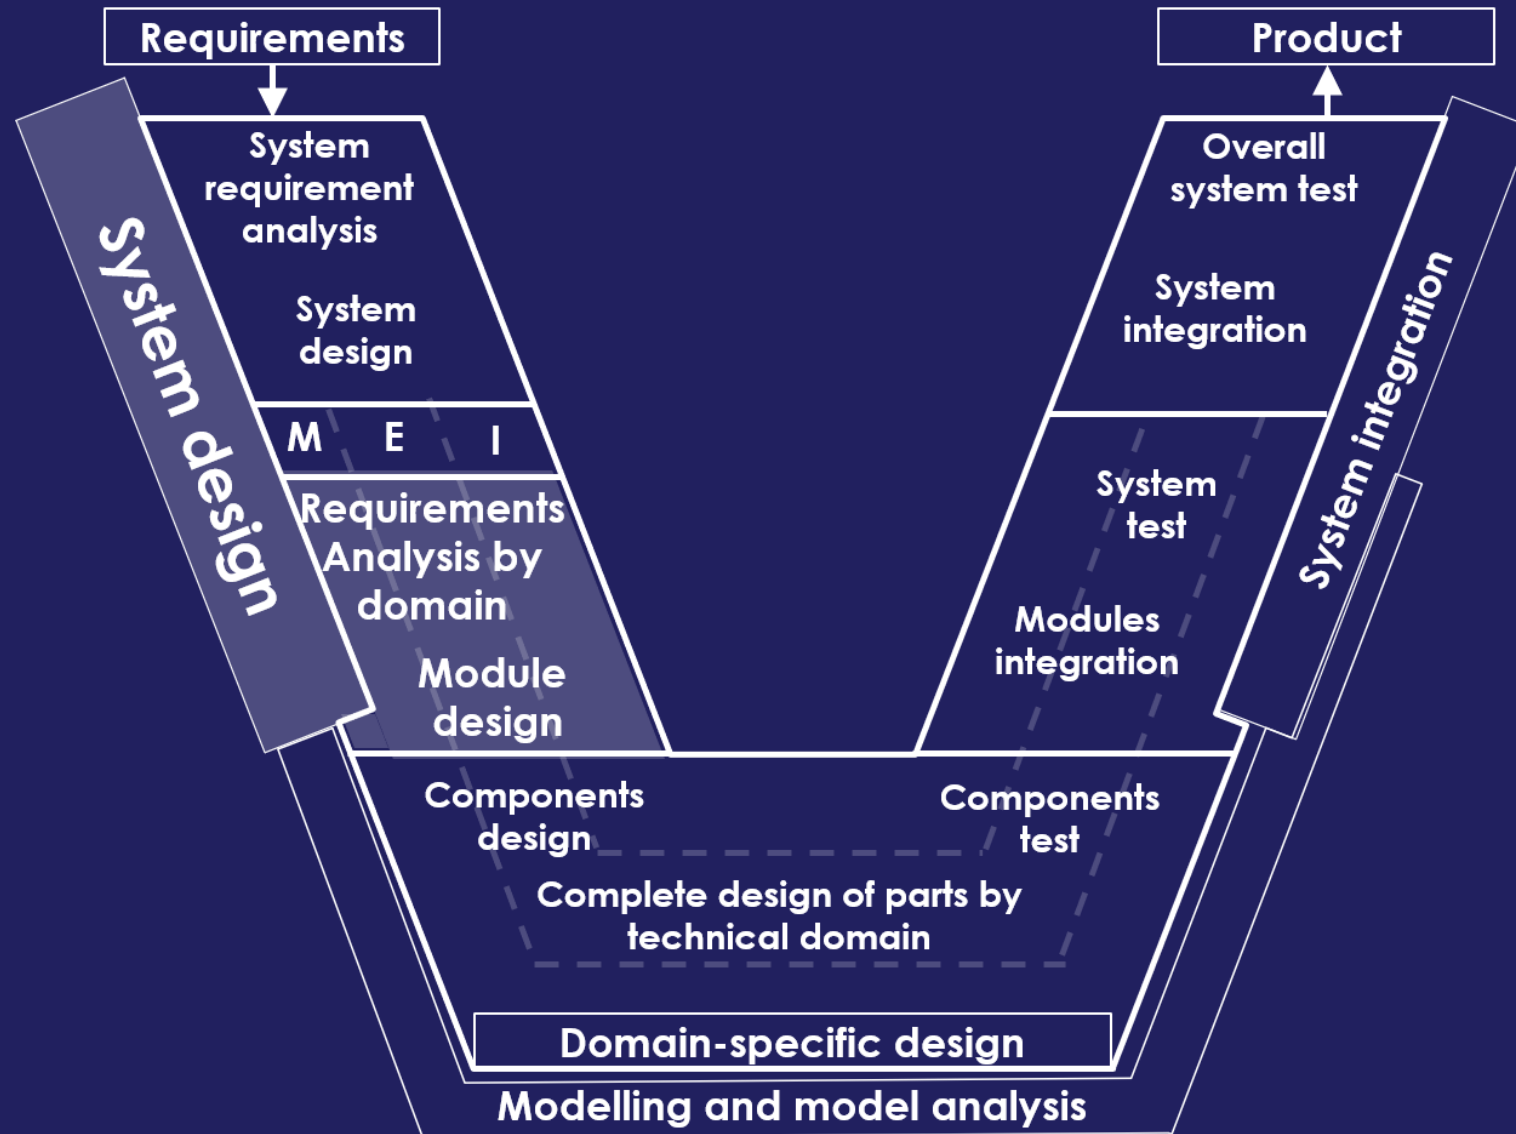 Requirements
Product
System
requirement
analysis
System
design
M E I
Requirements
Analysis by
domain
Module
design
System design
Components
design
Complete design of parts by
technical domain
Domain-specific design
Modelling and model analysis
Components
test
Modules
integration
System
test
System
integration
Overall
system test
System integration